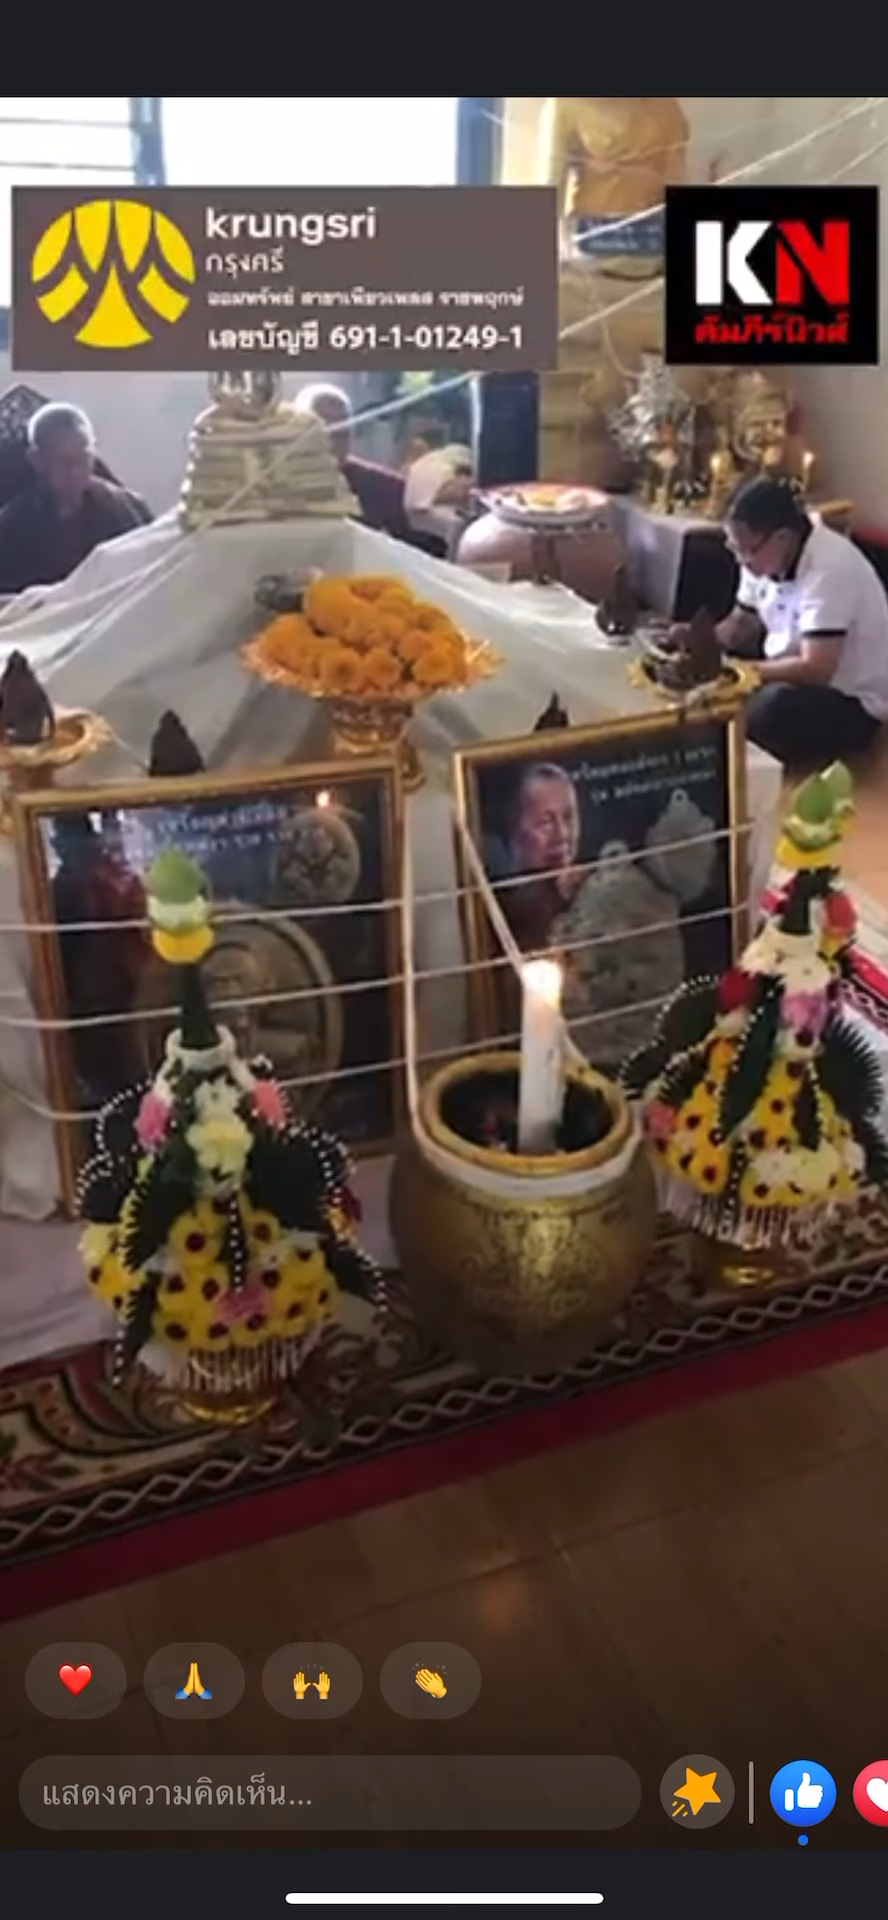 krungsri
กรุงศรี
ออมทรัพย์ สาขาเพียวเพลส ราชพฤกษ์
เลขบัญชี 691-1-01249-1
KN
คัมภีร์นิวส์
แสดงความคิดเห็น...